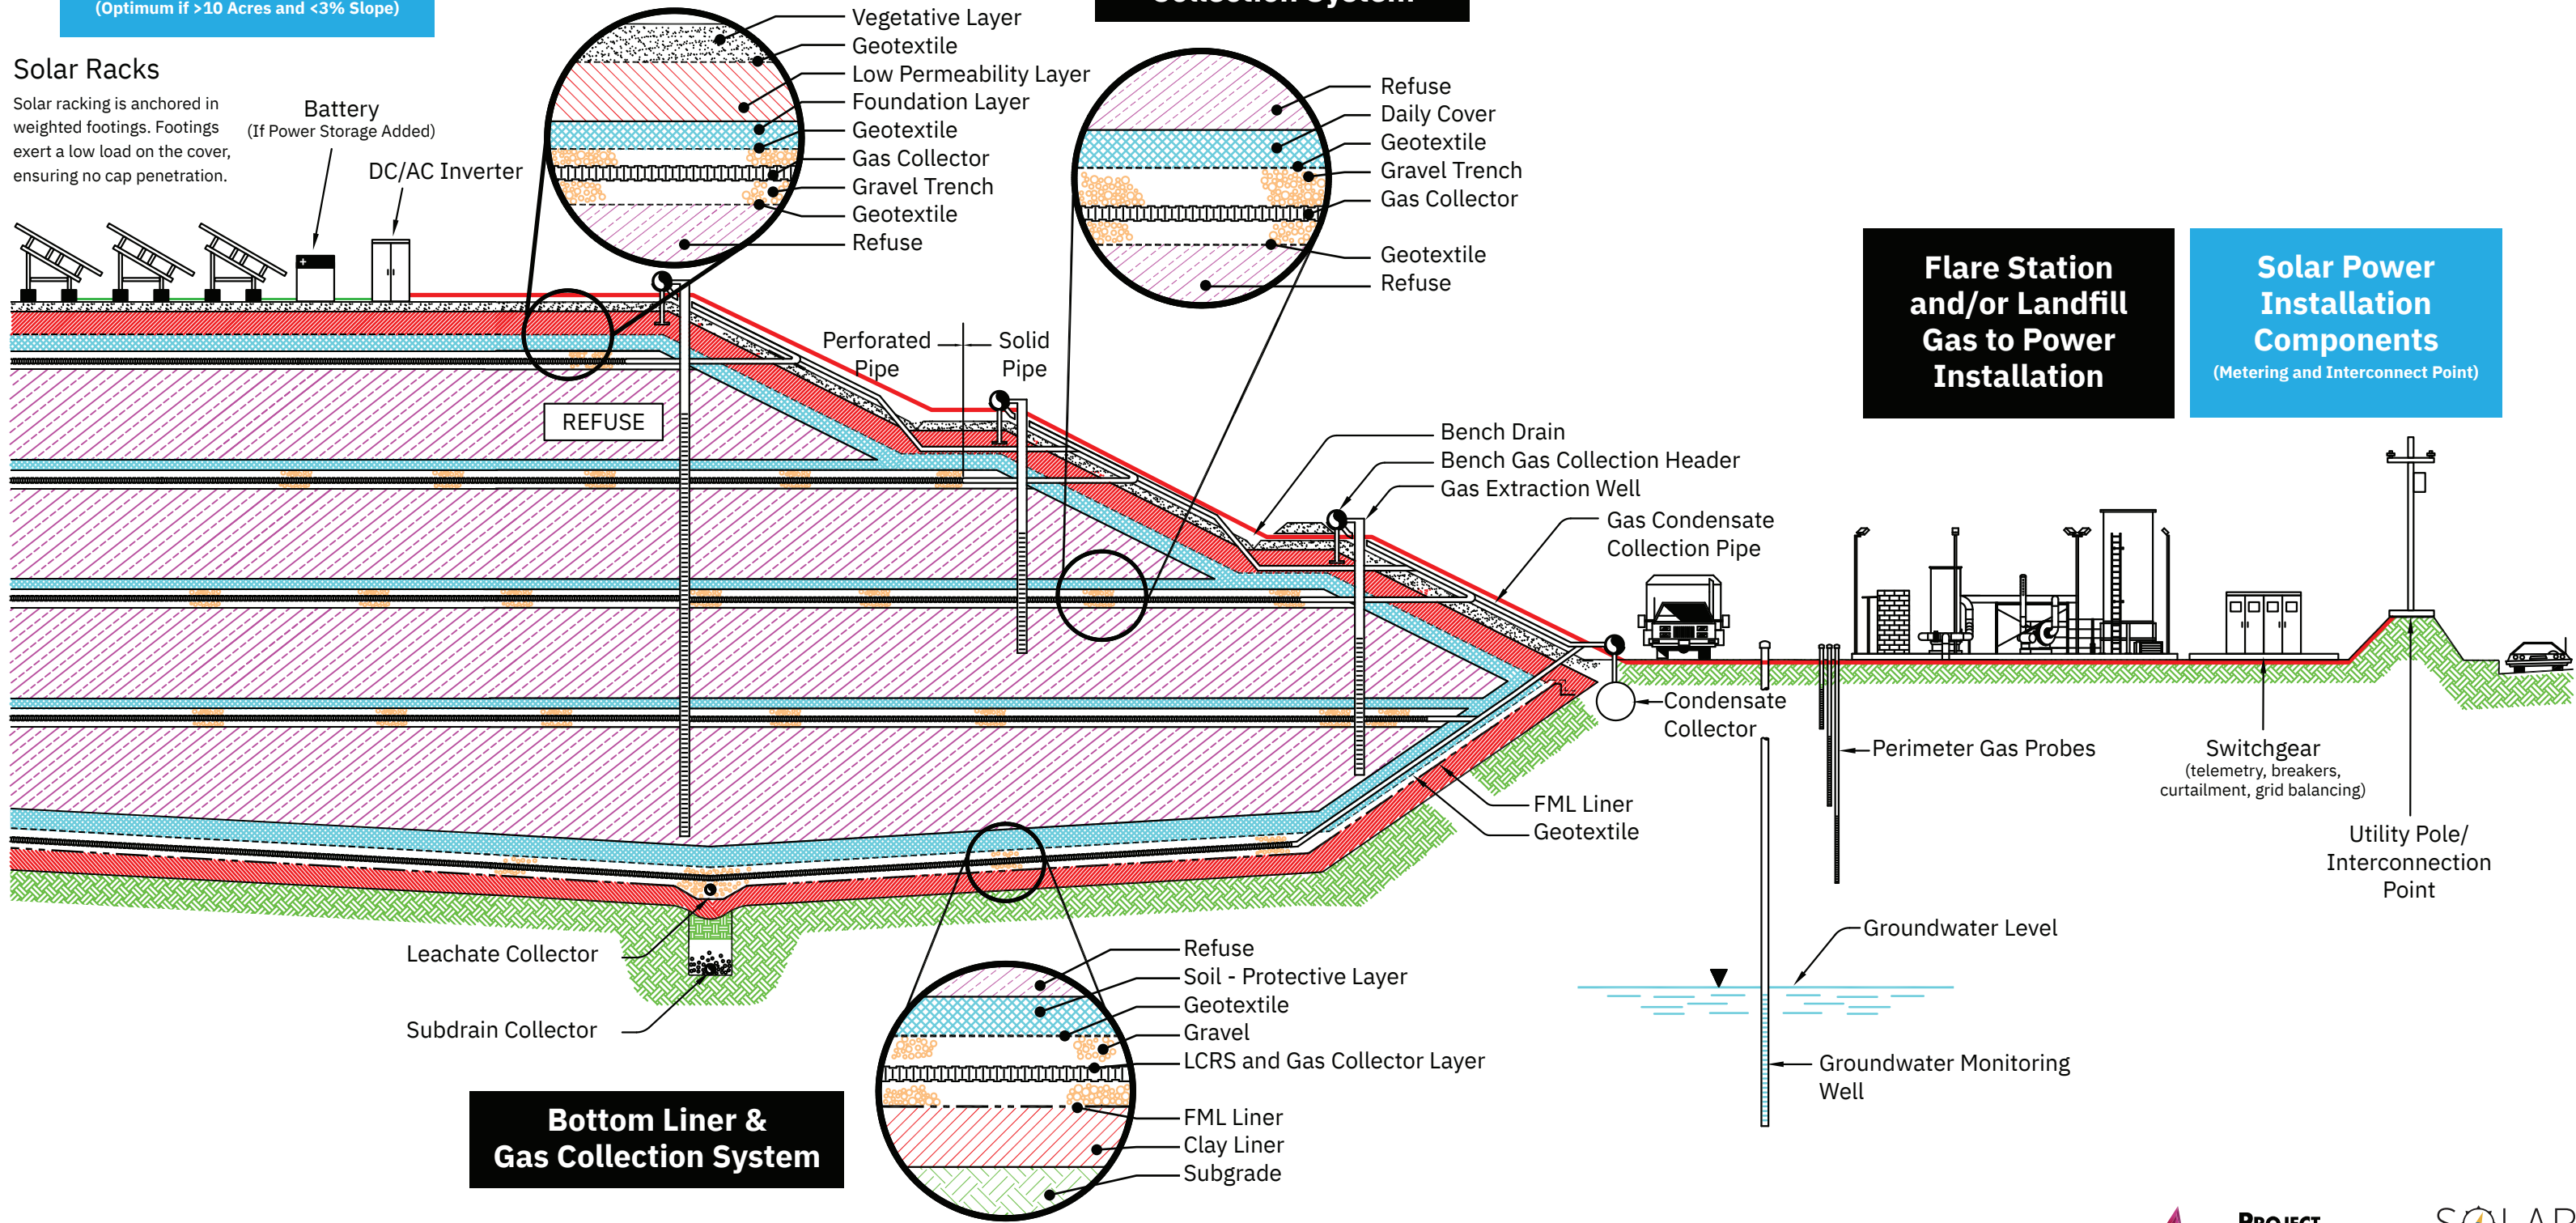 (Optimum if >10 Acres and <3% Slope)
Collection System
Solar Racks
Solar racking is anchored in
weighted footings. Footings
exert a low load on the cover,
ensuring no cap penetration.
Battery
(If Power Storage Added)
DC/AC Inverter
Vegetative Layer
Geotextile
Low Permeability Layer
Foundation Layer
Geotextile
Gas Collector
Gravel Trench
Geotextile
Refuse
Refuse
Daily Cover
Geotextile
Gravel Trench
Gas Collector
Geotextile
Refuse
Flare Station
and/or Landfill
Gas to Power
Installation
Solar Power
Installation
Components
(Metering and Interconnect Point)
Perforated
Pipe
Solid
Pipe
REFUSE
Bench Drain
Bench Gas Collection Header
Gas Extraction Well
Gas Condensate
Collection Pipe
Condensate
Collector
Perimeter Gas Probes
Switchgear
(telemetry, breakers,
curtailment, grid balancing)
Utility Pole/
Interconnection
Point
FML Liner
Geotextile
Groundwater Level
Groundwater Monitoring
Well
Leachate Collector
Subdrain Collector
Refuse
Soil - Protective Layer
Geotextile
Gravel
LCRS and Gas Collector Layer
FML Liner
Clay Liner
Subgrade
Bottom Liner &
Gas Collection System
PROJECT
SOLAR